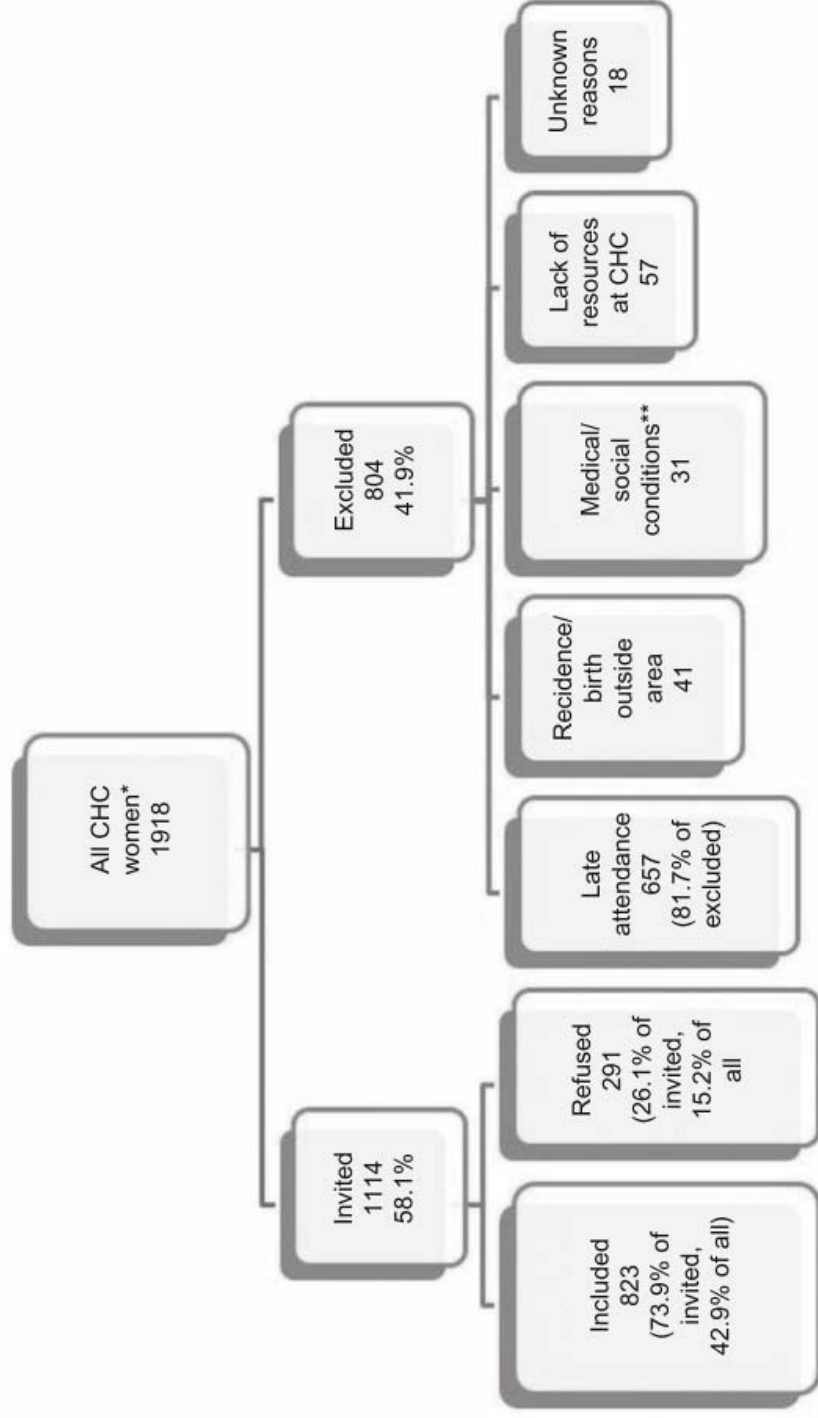 All CHC
women*
1918
Invited
1114
58.1%
Excluded
804
41.9%
Included
823
(73.9% of
invited,
42.9% of all)
Refused
291
(26.1% of
invited,
15.2% of
all
Late
attendance
657
(81.7% of
excluded)
Recidence/
birth
outside
area
41
Medical/
social
conditions**
31
Lack of
resources
at CHC
57
Unknown
reasons
18